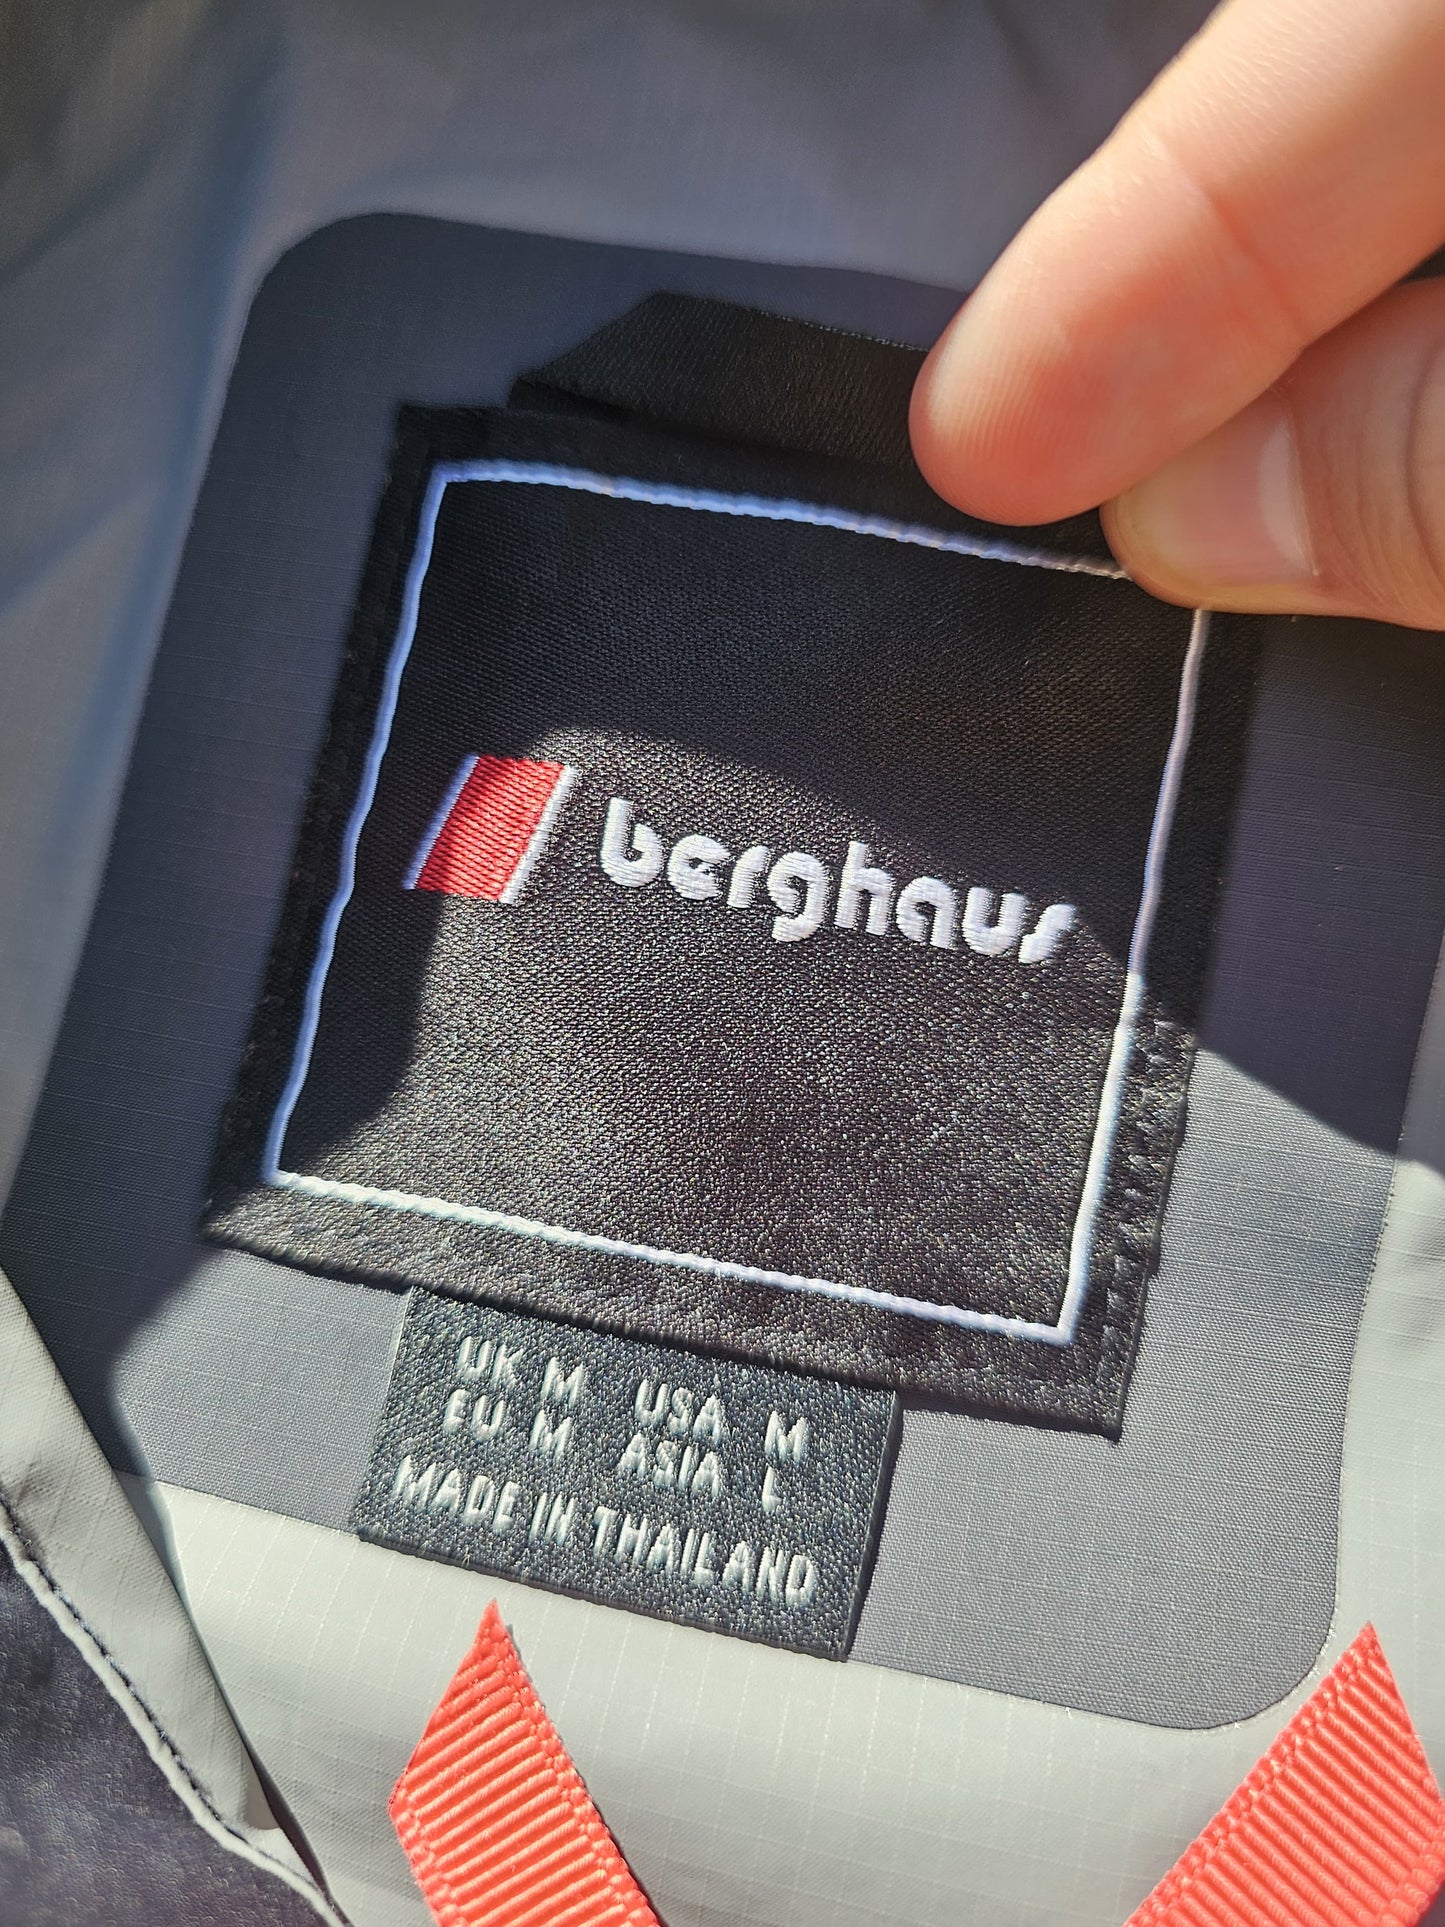 berghaus
UK M USA M
EU M ASIA L
MADE IN THAILAND